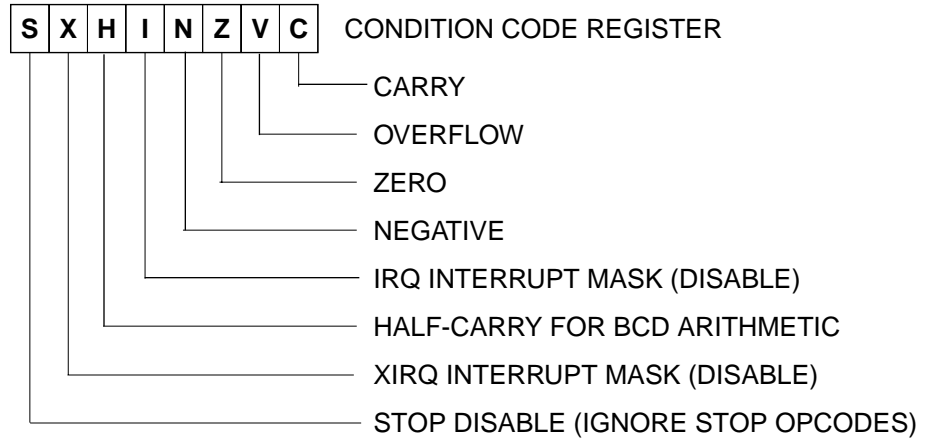 S X H I N Z V C CONDITION CODE REGISTER
CARRY
OVERFLOW
ZERO
NEGATIVE
IRQ INTERRUPT MASK (DISABLE)
HALF-CARRY FOR BCD ARITHMETIC
XIRQ INTERRUPT MASK (DISABLE)
STOP DISABLE (IGNORE STOP OPCODES)